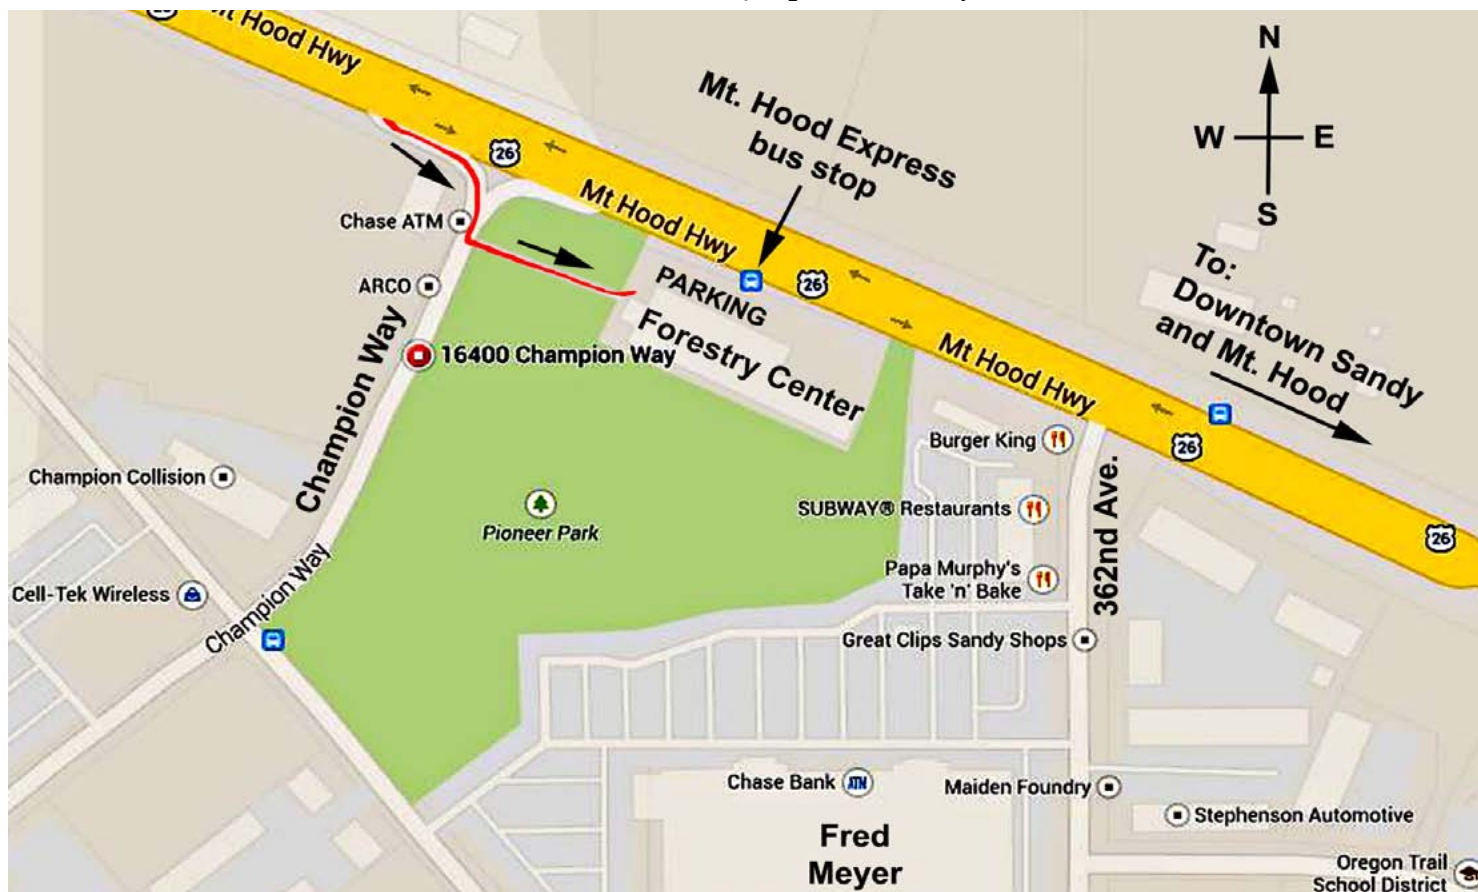 Mt Hood Hwy
26
Mt. Hood Express
bus stop
N
W
E
S
26
Mt Hood Hwy
Chase ATM
To:
Downtown Sandy
and Mt. Hood
26
ARCO
PARKING
Forestry Center
16400 Champion Way
Champion Way
Mt Hood Hwy
Burger King
26
Champion Collision
SUBWAY® Restaurants
Pioneer Park
26
362nd Ave.
Papa Murphy's
Take 'n' Bake
Cell-Tek Wireless
Champion Way
Great Clips Sandy Shops
Chase Bank
ATM
Maiden Foundry
Stephenson Automotive
Fred
Meyer
Oregon Trail
School District